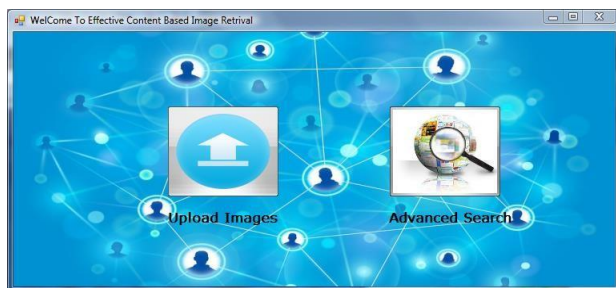 WelCome To Effective Content Based Image Retrival
Upload Images
Advanced Search